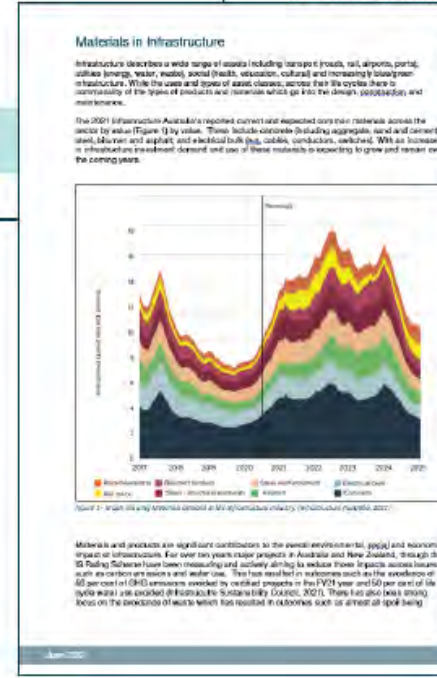 Materials in Infrastructure
Infrastructure describes a wide range of assets including transport (roads, rail, airports, ports),
utilities (energy, water, waste), social (health, education, cultural) and increasingly blue/green
infrastructure. While the uses and types of asset classes, across their life cycles there is
commonality of the types of products and materials which go into the design, construction and
maintenance.
The 2021 Infrastructure Australia's reported current and expected common materials across the
sector by value (Figure 1) by value. These include concrete (including aggregate, sand and cement)
steel, bitumen and asphalt, and electrical bulk (e.g. cables, conductors, switches). With an increase
in infrastructure investment demand and use of these materials is expecting to grow and remain
the coming years.
2017 2018 2019 2020 2021 2022 2023 2024 2025
Materials and products are significant contributors to the overall environmental, social and
impact of infrastructure. For over ten years major projects in Australia and New Zealand, through
IS Rating Scheme have been measuring and actively aiming to reduce those impacts across
such as carbon emissions and water use. This has resulted in outcomes such as the avoidance of
per cent of GHG emissions avoided by certified projects in the FY21 year and 50 per cent of life
cycle water use avoided (Infrastructure Sustainability Council, 2021). There has also been strong
focus on the avoidance of waste which has resulted in outcomes such as almost all spoil being